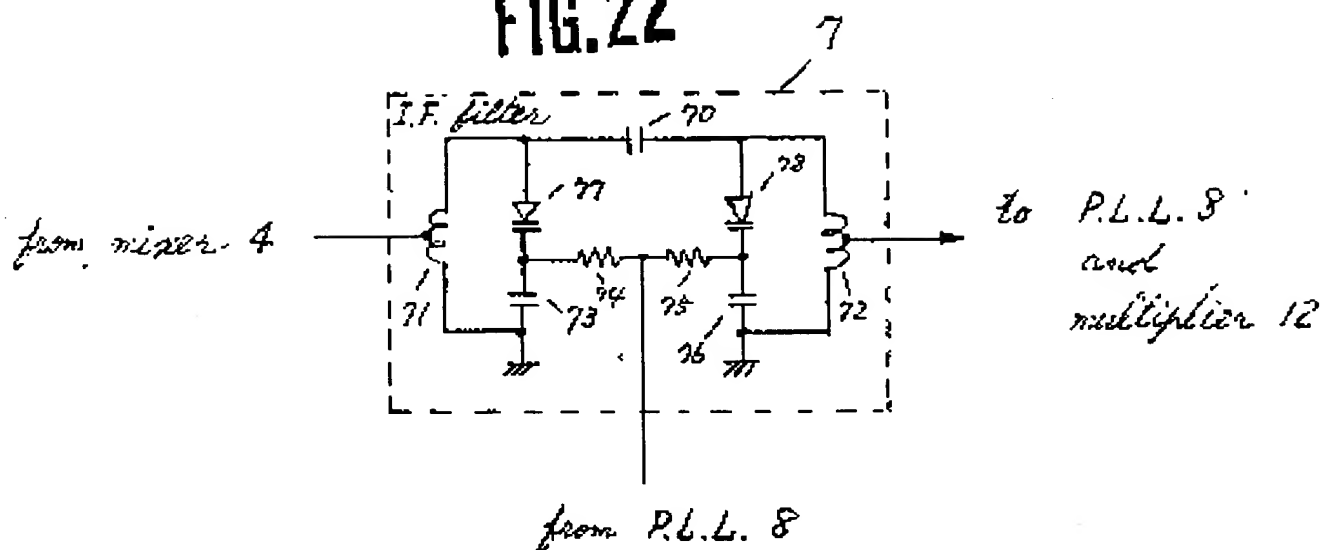 FIG. 22
7
I.F. filter
70
77
78
from mixer 4
to P.L.L. 8
and
multiplier 12
71
74
75
72
73
76
from P.L.L. 8